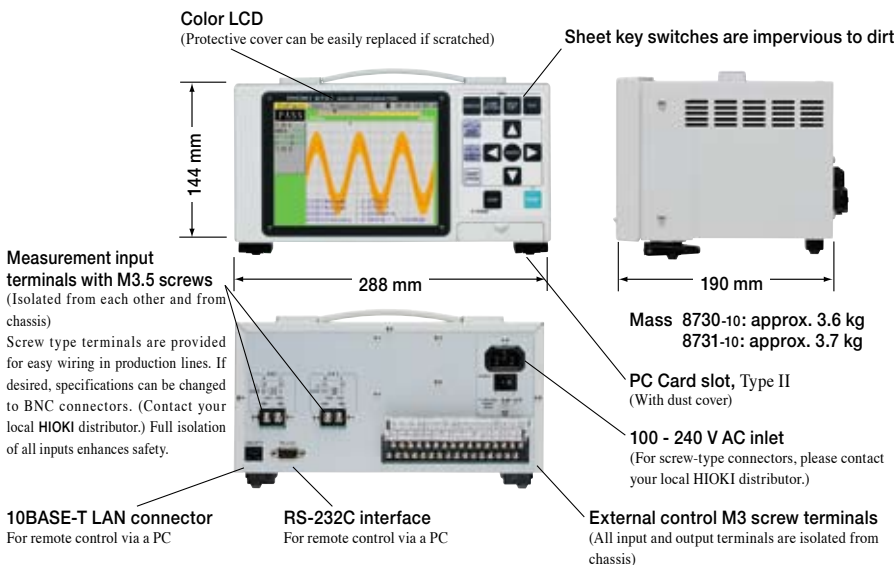 Color LCD
(Protective cover can be easily replaced if scratched)
Sheet key switches are impervious to dirt
PASS
144 mm
288 mm
190 mm
Mass 8730-10: approx. 3.6 kg
8731-10: approx. 3.7 kg
Measurement input
terminals with M3.5 screws
(Isolated from each other and from
chassis)
Screw type terminals are provided
for easy wiring in production lines. If
desired, specifications can be changed
to BNC connectors. (Contact your
local HIOKI distributor.) Full isolation
of all inputs enhances safety.
PC Card slot, Type II
(With dust cover)
100 - 240 V AC inlet
(For screw-type connectors, please contact
your local HIOKI distributor.)
10BASE-T LAN connector
For remote control via a PC
RS-232C interface
For remote control via a PC
External control M3 screw terminals
(All input and output terminals are isolated from
chassis)